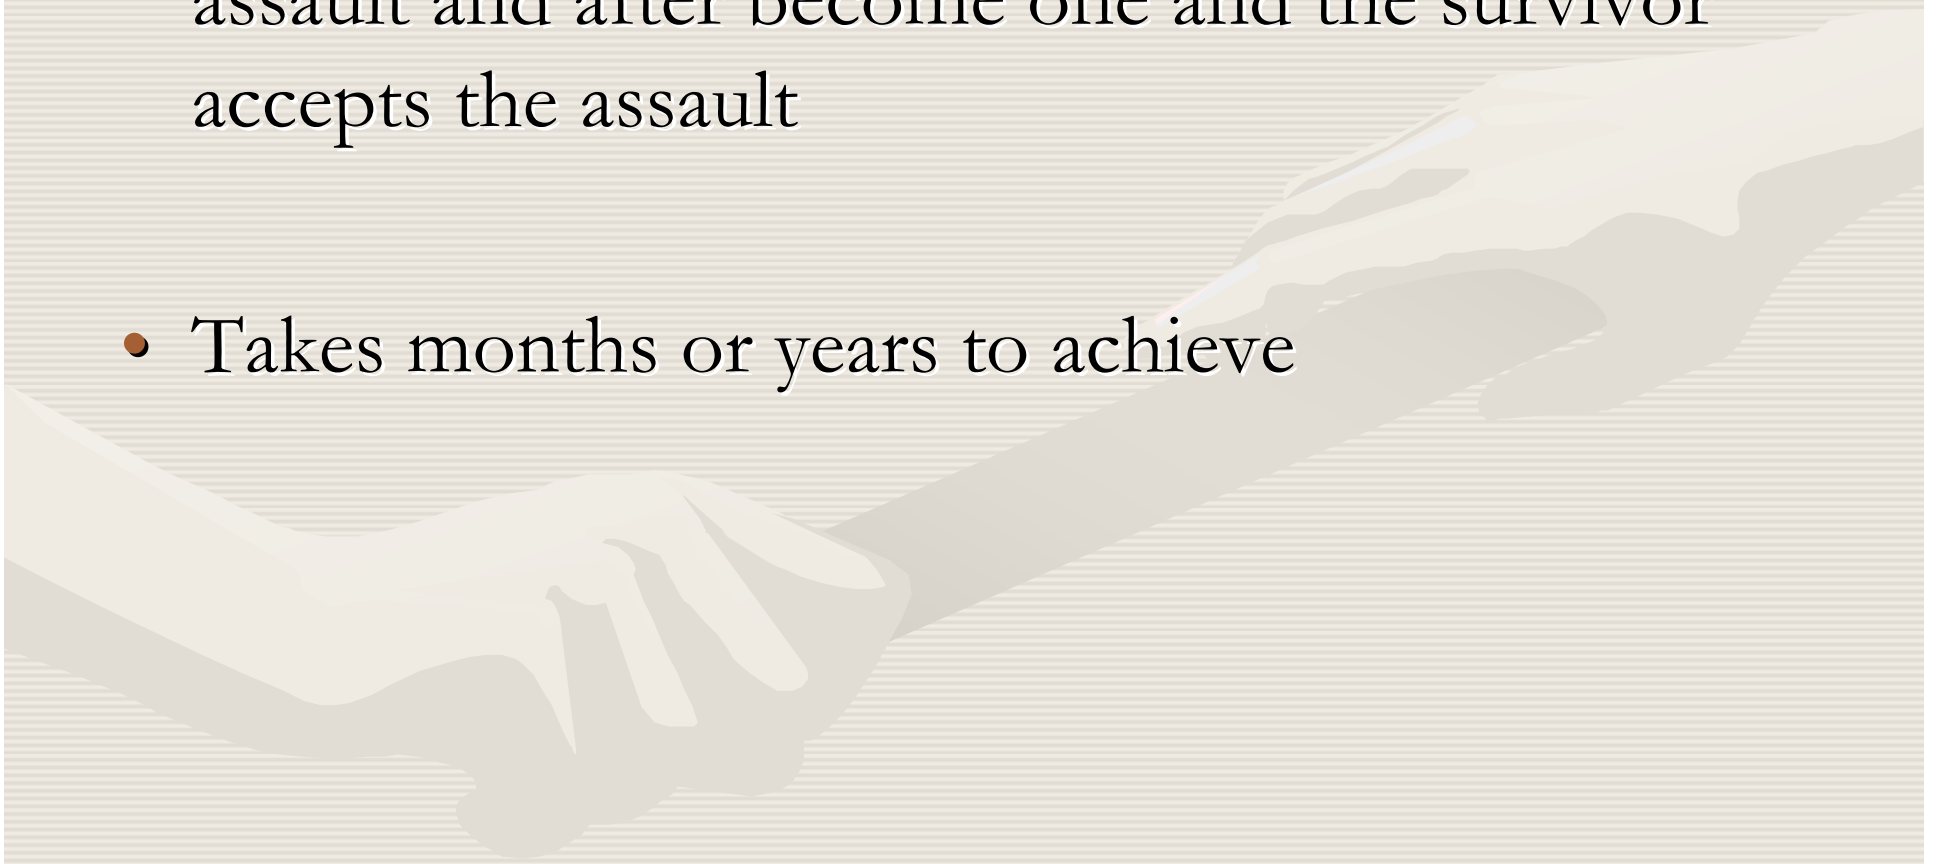 assault and after become one and the survivor
accepts the assault
• Takes months or years to achieve